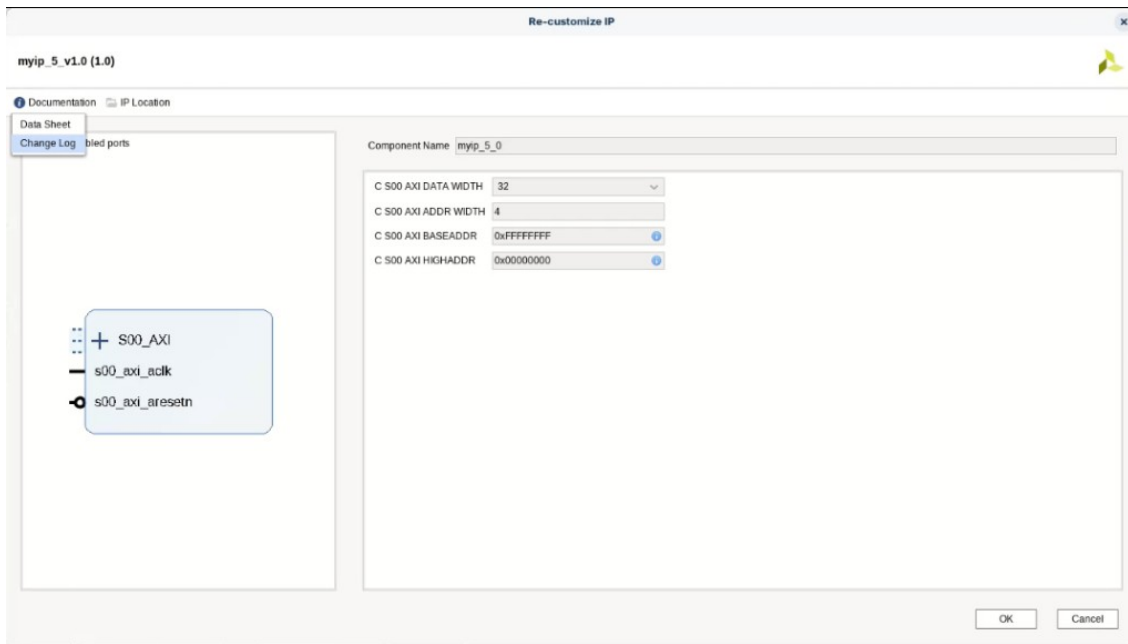 Re-customize IP
myip_5_v1.0 (1.0)
Documentation IP Location
Data Sheet
Change Log bled ports
Component Name myip_5_0
C S00 AXI DATA WIDTH 32
C S00 AXI ADDR WIDTH 4
C S00 AXI BASEADDR 0xFFFFFFFF
C S00 AXI HIGHADDR 0x00000000
S00_AXI
s00_axi_aclk
s00_axi_aresetn
OK Cancel